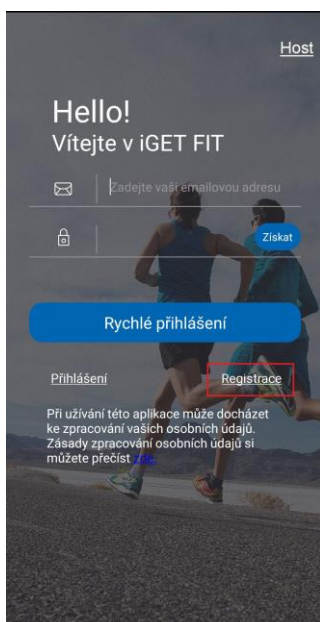 Host
Hello!
Vítejte v iGET FIT
Zadejte vaši emailovou adresu
Získat
Rychlé přihlášení
Přihlášení
Registrace
Při užívání této aplikace může docházet
ke zpracování vašich osobních údajů.
Zásady zpracování osobních údajů si
můžete přečíst zde.